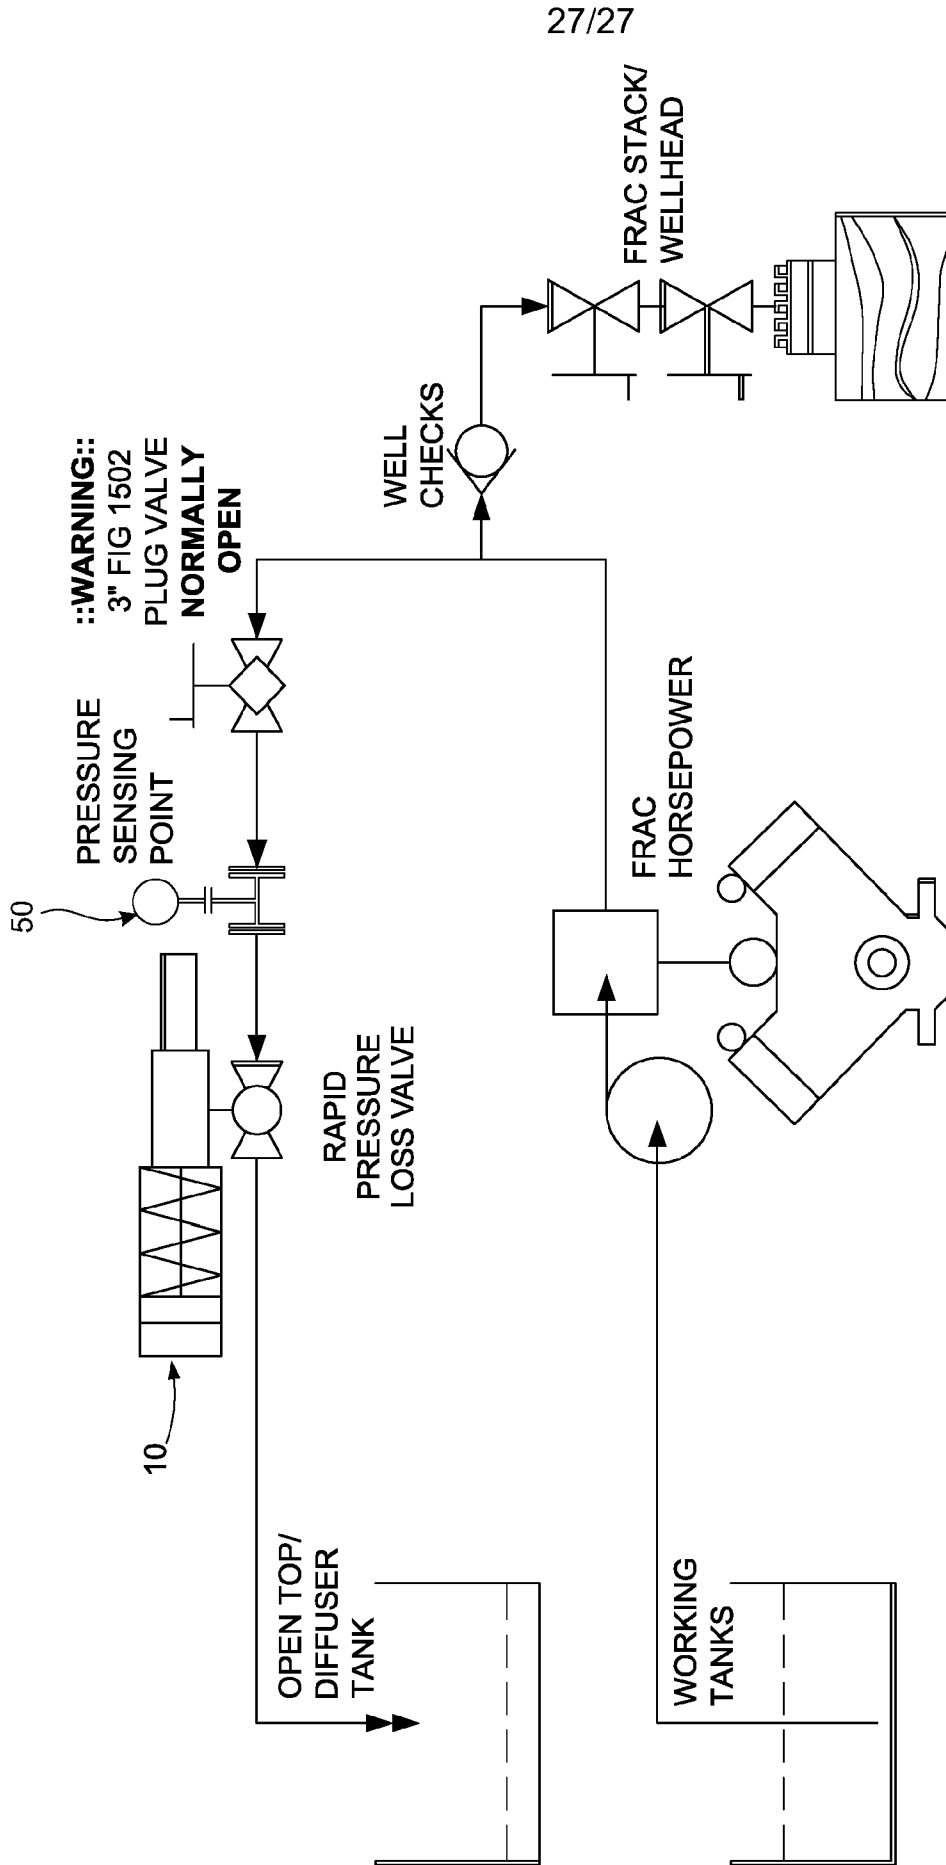 27/27
::WARNING::
3" FIG 1502
PLUG VALVE
NORMALLY
OPEN
PRESSURE
SENSING
POINT
50
10
RAPID
PRESSURE
LOSS VALVE
OPEN TOP/
DIFFUSER
TANK
WELL
CHECKS
FRAC STACK/
WELLHEAD
FRAC
HORSEPOWER
WORKING
TANKS